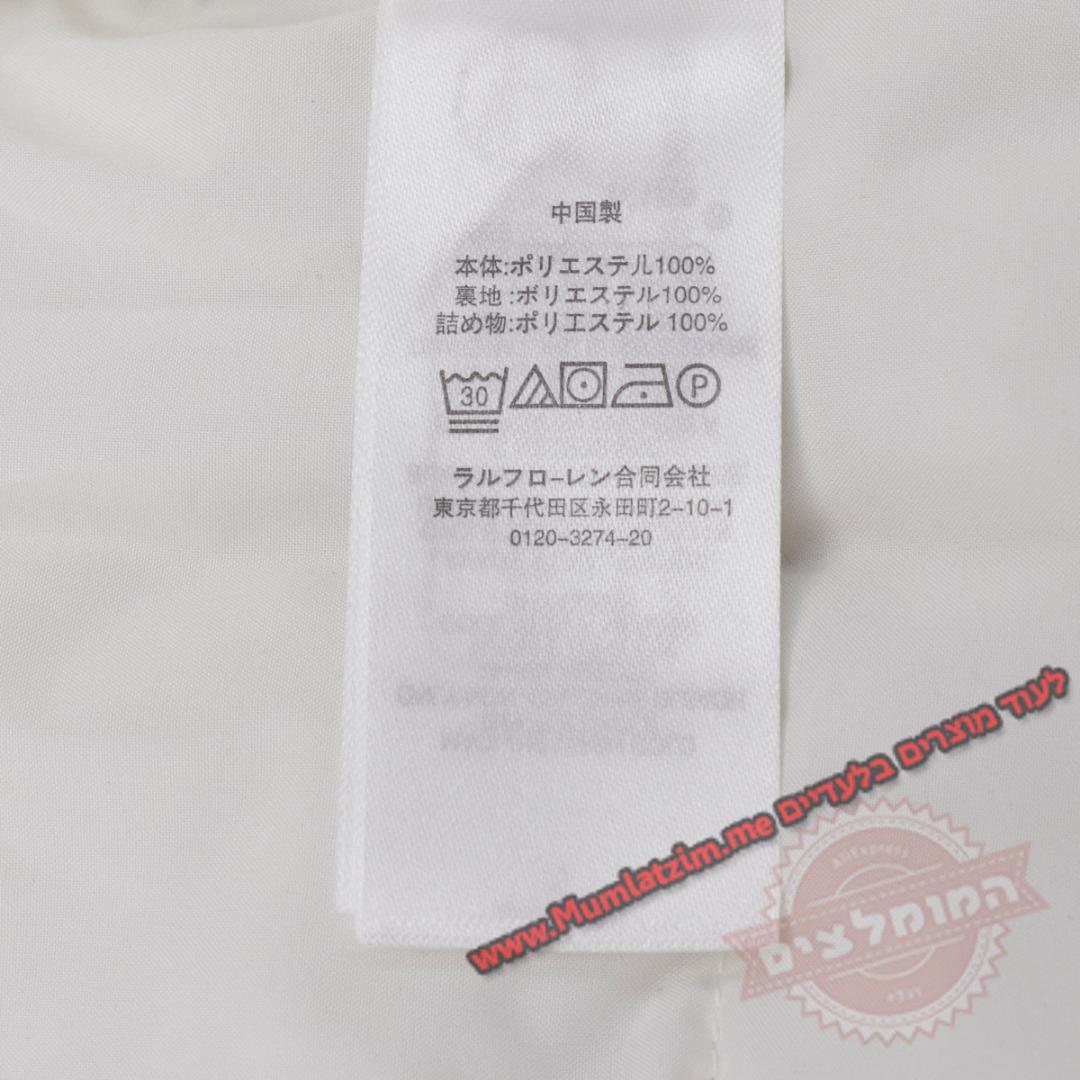 中国製
本体:ポリエステル100%
裏地:ポリエステル100%
詰め物:ポリエステル 100%
30
P
ラルフロ–レン合同会社
東京都千代田区永田町2–10–1
0120–3274–20
לעוד מוצרים בלעדיים www.Mumlatzim.me
AliExpress
המומלצים
eBay